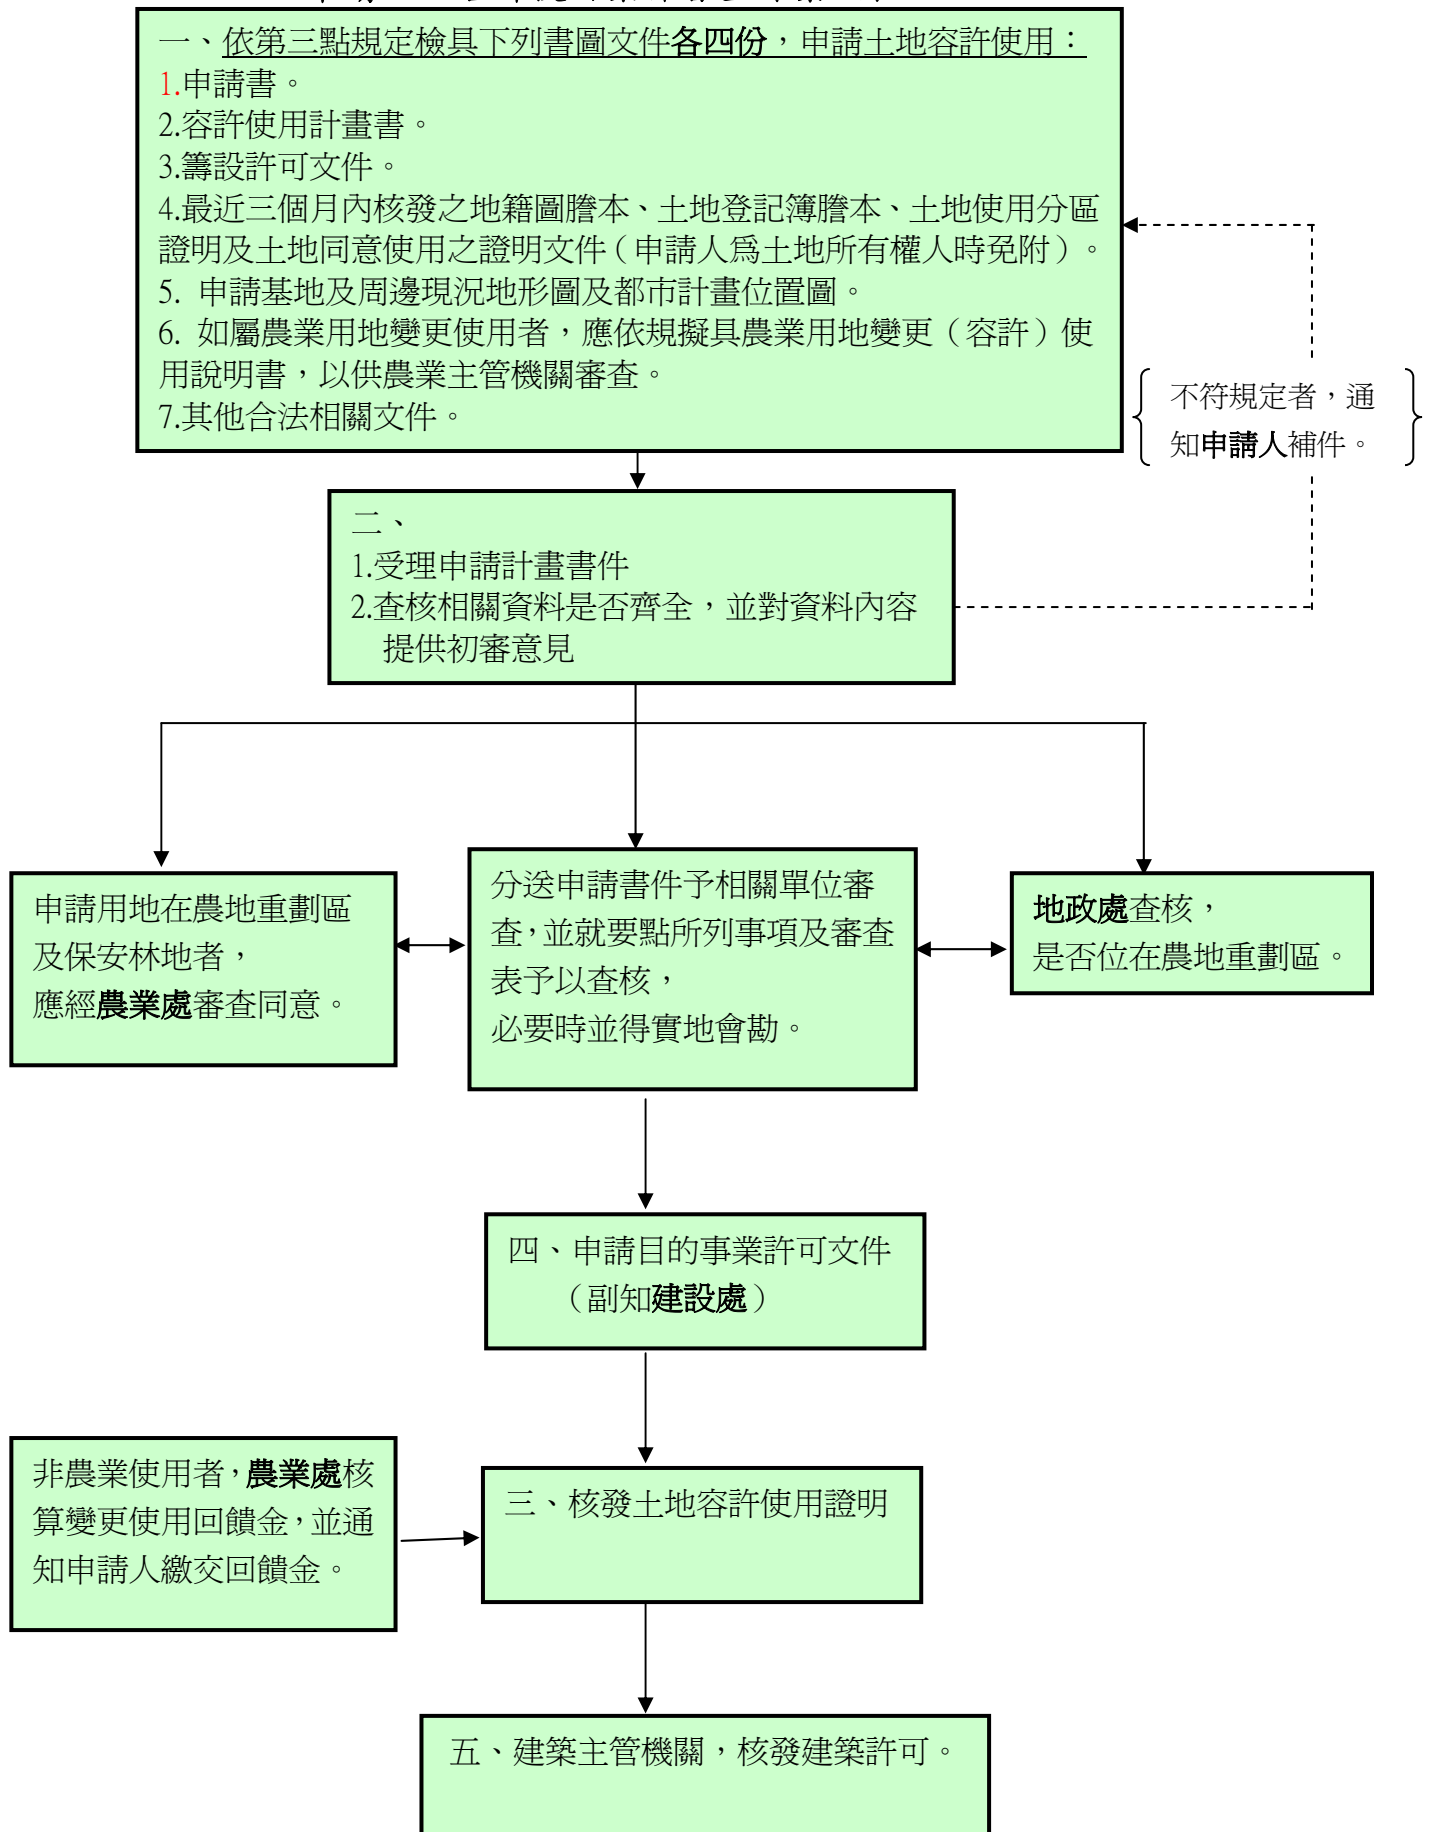 一、依第三點規定檢具下列書圖文件各四份，申請土地容許使用：
1.申請書。
2.容許使用計畫書。
3.籌設許可文件。
4.最近三個月內核發之地籍圖謄本、土地登記簿謄本、土地使用分區
證明及土地同意使用之證明文件（申請人為土地所有權人時免附）。
5. 申請基地及周邊現況地形圖及都市計畫位置圖。
6. 如屬農業用地變更使用者，應依規擬具農業用地變更（容許）使
用說明書，以供農業主管機關審查。
7.其他合法相關文件。
不符規定者，通
知申請人補件。
二、
1.受理申請計畫書件
2.查核相關資料是否齊全，並對資料內容
提供初審意見
申請用地在農地重劃區
及保安林地者，
應經農業處審查同意。
分送申請書件予相關單位審
查，並就要點所列事項及審查
表予以查核，
必要時並得實地會勘。
地政處查核，
是否位在農地重劃區。
四、申請目的事業許可文件
（副知建設處）
非農業使用者，農業處核
算變更使用回饋金，並通
知申請人繳交回饋金。
三、核發土地容許使用證明
五、建築主管機關，核發建築許可。